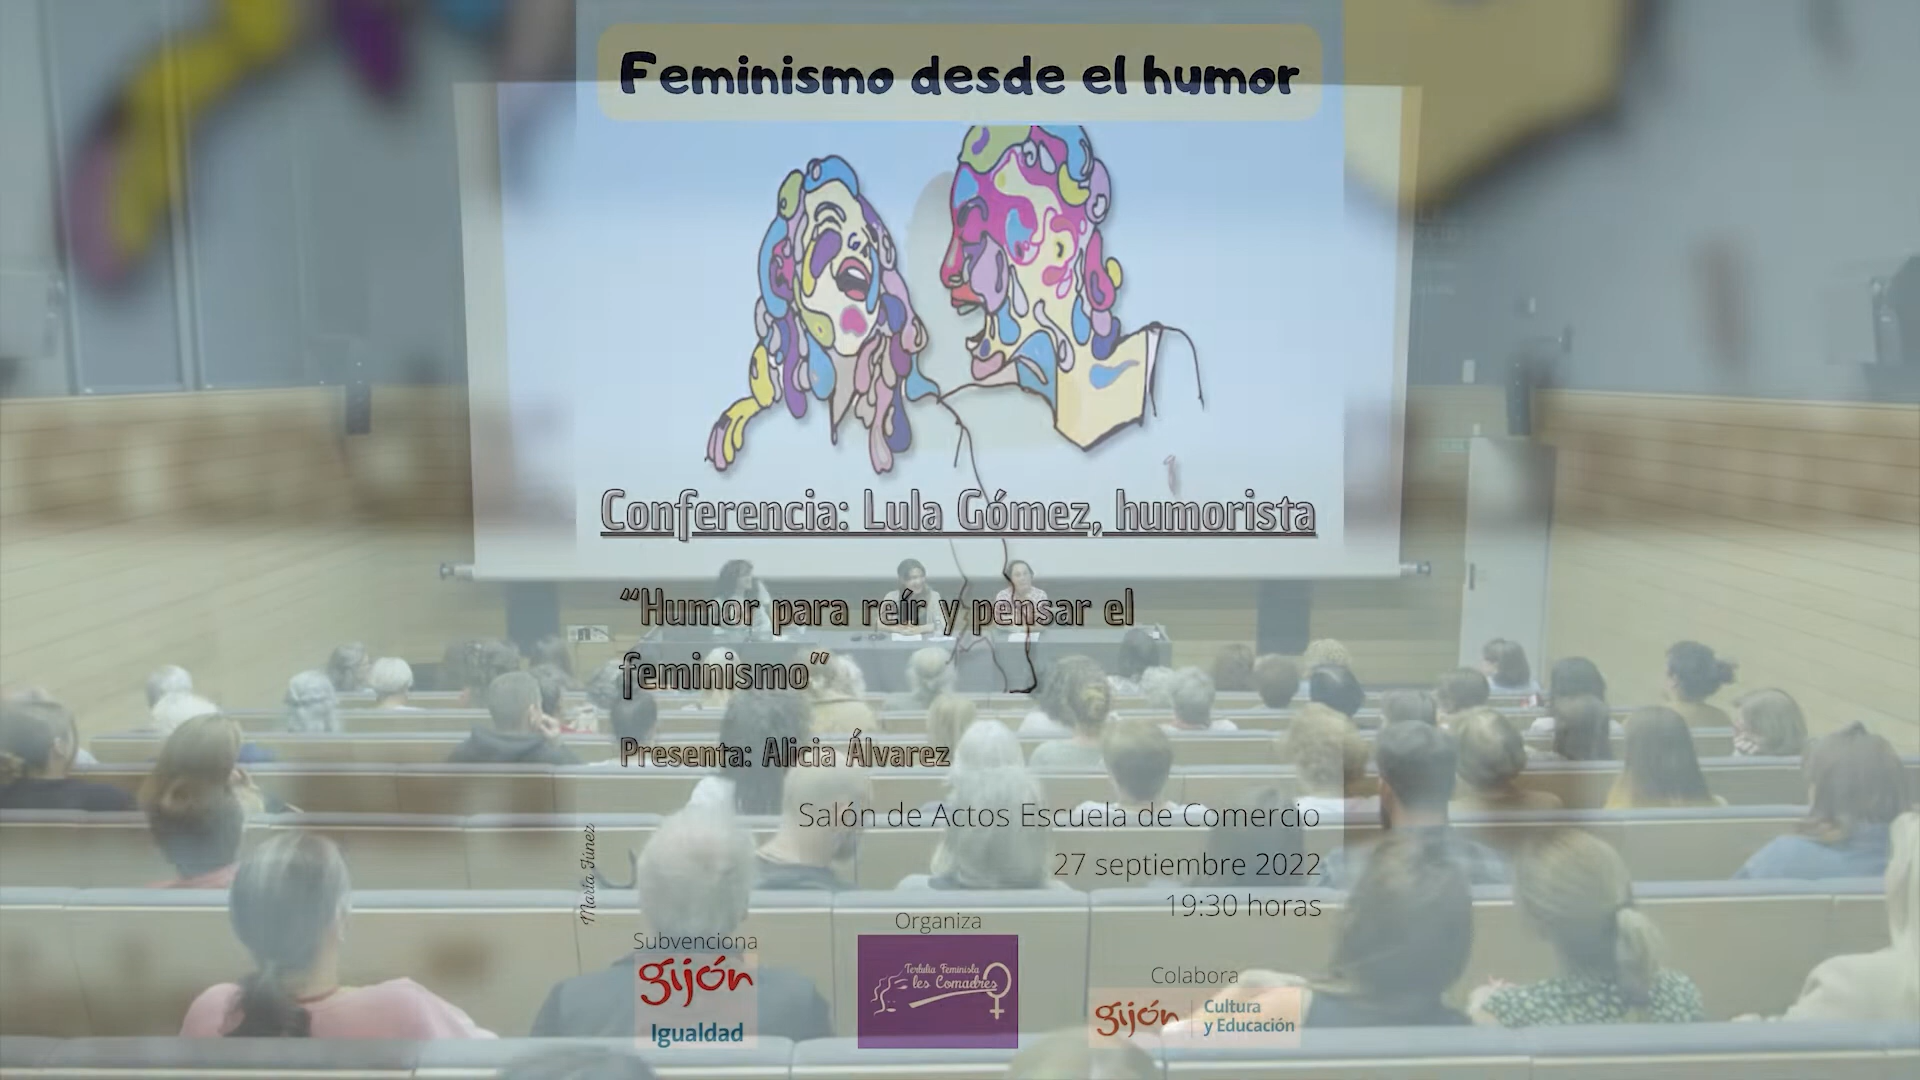 Feminismo desde el humor
Conferencia: Lula Gómez, humorista
“Humor para reír y pensar el
feminismo”
Presenta: Alicia Álvarez
Salón de Actos Escuela de Comercio
27 septiembre 2022
19:30 horas
María Fúnez
Subvenciona
gijón
Igualdad
Organiza
Tertulia Feminista
les Comadres
Colabora
gijón
Cultura
y Educación